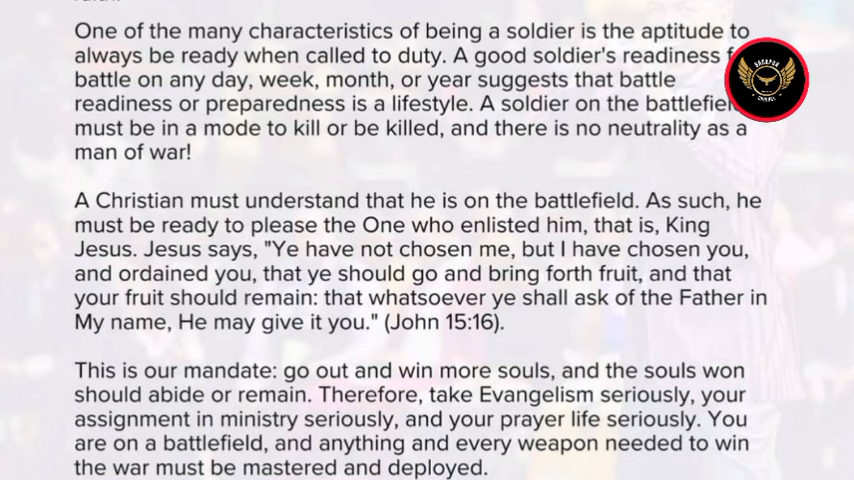 One of the many characteristics of being a soldier is the aptitude to
always be ready when called to duty. A good soldier's readiness
battle on any day, week, month, or year suggests that battle
readiness or preparedness is a lifestyle. A soldier on the
must be in a mode to kill or be killed, and there is no neutrality as a
man of war!
A Christian must understand that he is on the battlefield. As such, he
must be ready to please the One who enlisted him, that is, King
Jesus. Jesus says, "Ye have not chosen me, but I have chosen you,
and ordained you, that ye should go and bring forth fruit, and that
your fruit should remain: that whatsoever ye shall ask of the Father in
My name, He may give it you." (John 15:16).
This is our mandate: go out and win more souls, and the souls won
should abide or remain. Therefore, take Evangelism seriously, your
assignment in ministry seriously, and your prayer life seriously. You
are on a battlefield, and anything and every weapon needed to win
the war must be mastered and deployed.